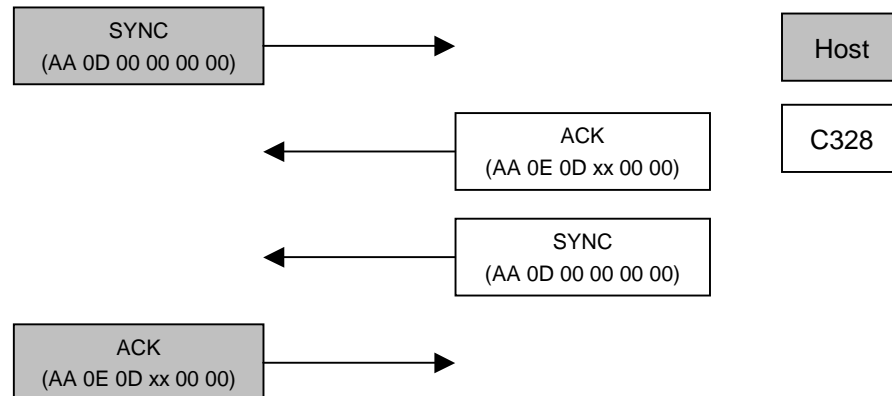 SYNC
(AA 0D 00 00 00 00)
Host
ACK
(AA 0E 0D xx 00 00)
C328
SYNC
(AA 0D 00 00 00 00)
ACK
(AA 0E 0D xx 00 00)